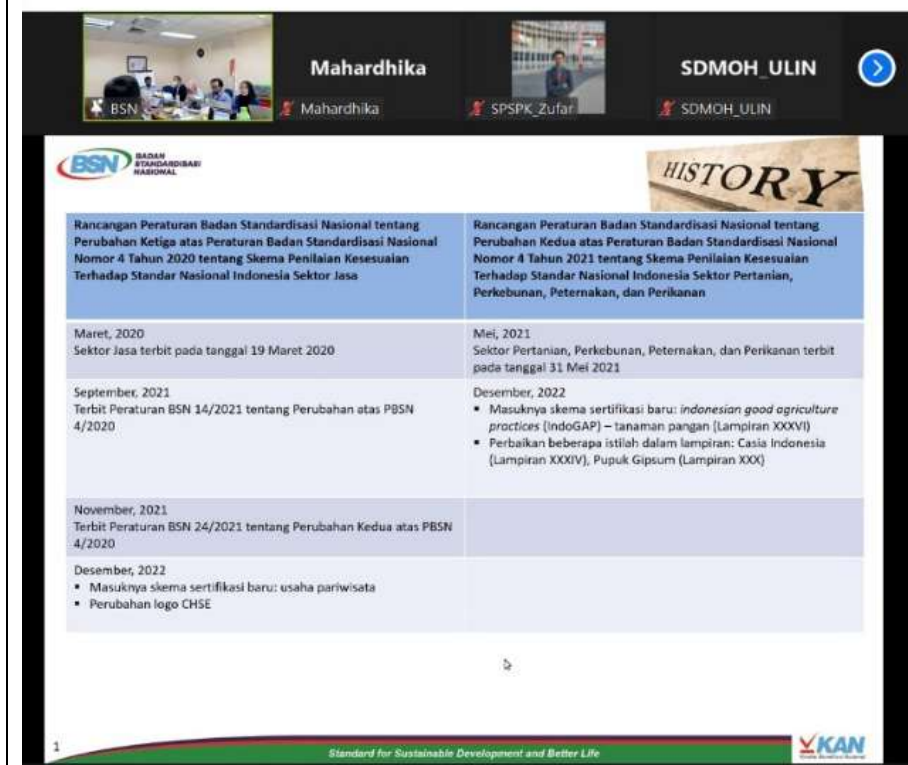 Mahardhika
SDMOH_ULIN
BSN
Mahardhika
SPSPK_Zufar
SDMOH_ULIN
BSN
BADAN
STANDARDISASI
NASIONAL
HISTORY
Rancangan Peraturan Badan Standardisasi Nasional tentang
Perubahan Ketiga atas Peraturan Badan Standardisasi Nasional
Nomor 4 Tahun 2020 tentang Skema Penilaian Kesesuaian
Terhadap Standar Nasional Indonesia Sektor Jasa
Rancangan Peraturan Badan Standardisasi Nasional tentang
Perubahan Kedua atas Peraturan Badan Standardisasi Nasional
Nomor 4 Tahun 2021 tentang Skema Penilaian Kesesuaian
Terhadap Standar Nasional Indonesia Sektor Pertanian,
Perkebunan, Peternakan, dan Perikanan
Maret, 2020
Sektor Jasa terbit pada tanggal 19 Maret 2020
Mei, 2021
Sektor Pertanian, Perkebunan, Peternakan, dan Perikanan terbit
pada tanggal 31 Mei 2021
September, 2021
Terbit Peraturan BSN 14/2021 tentang Perubahan atas PBSN
4/2020
Desember, 2022
▪ Masuknya skema sertifikasi baru: indonesian good agriculture
practices (IndoGAP) – tanaman pangan (Lampiran XXXVI)
▪ Perbaikan beberapa istilah dalam lampiran: Casia Indonesia
(Lampiran XXXIV), Pupuk Gipsum (Lampiran XXX)
November, 2021
Terbit Peraturan BSN 24/2021 tentang Perubahan Kedua atas PBSN
4/2020
Desember, 2022
▪ Masuknya skema sertifikasi baru: usaha pariwisata
▪ Perubahan logo CHSE
1
Standard for Sustainable Development and Better Life
KAN
Komite Akreditasi Nasional